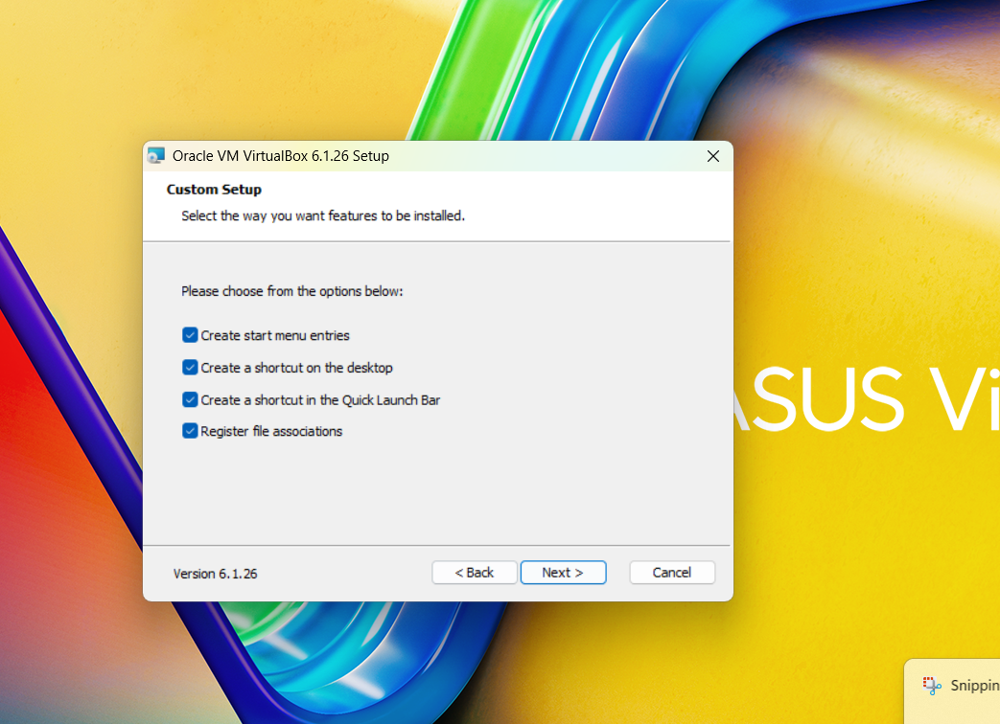 Oracle VM VirtualBox 6.1.26 Setup
Custom Setup
Select the way you want features to be installed.
Please choose from the options below:
Create start menu entries
Create a shortcut on the desktop
ASUS Vi
Create a shortcut in the Quick Launch Bar
Register file associations
Version 6.1.26
< Back
Next >
Cancel
Snippin